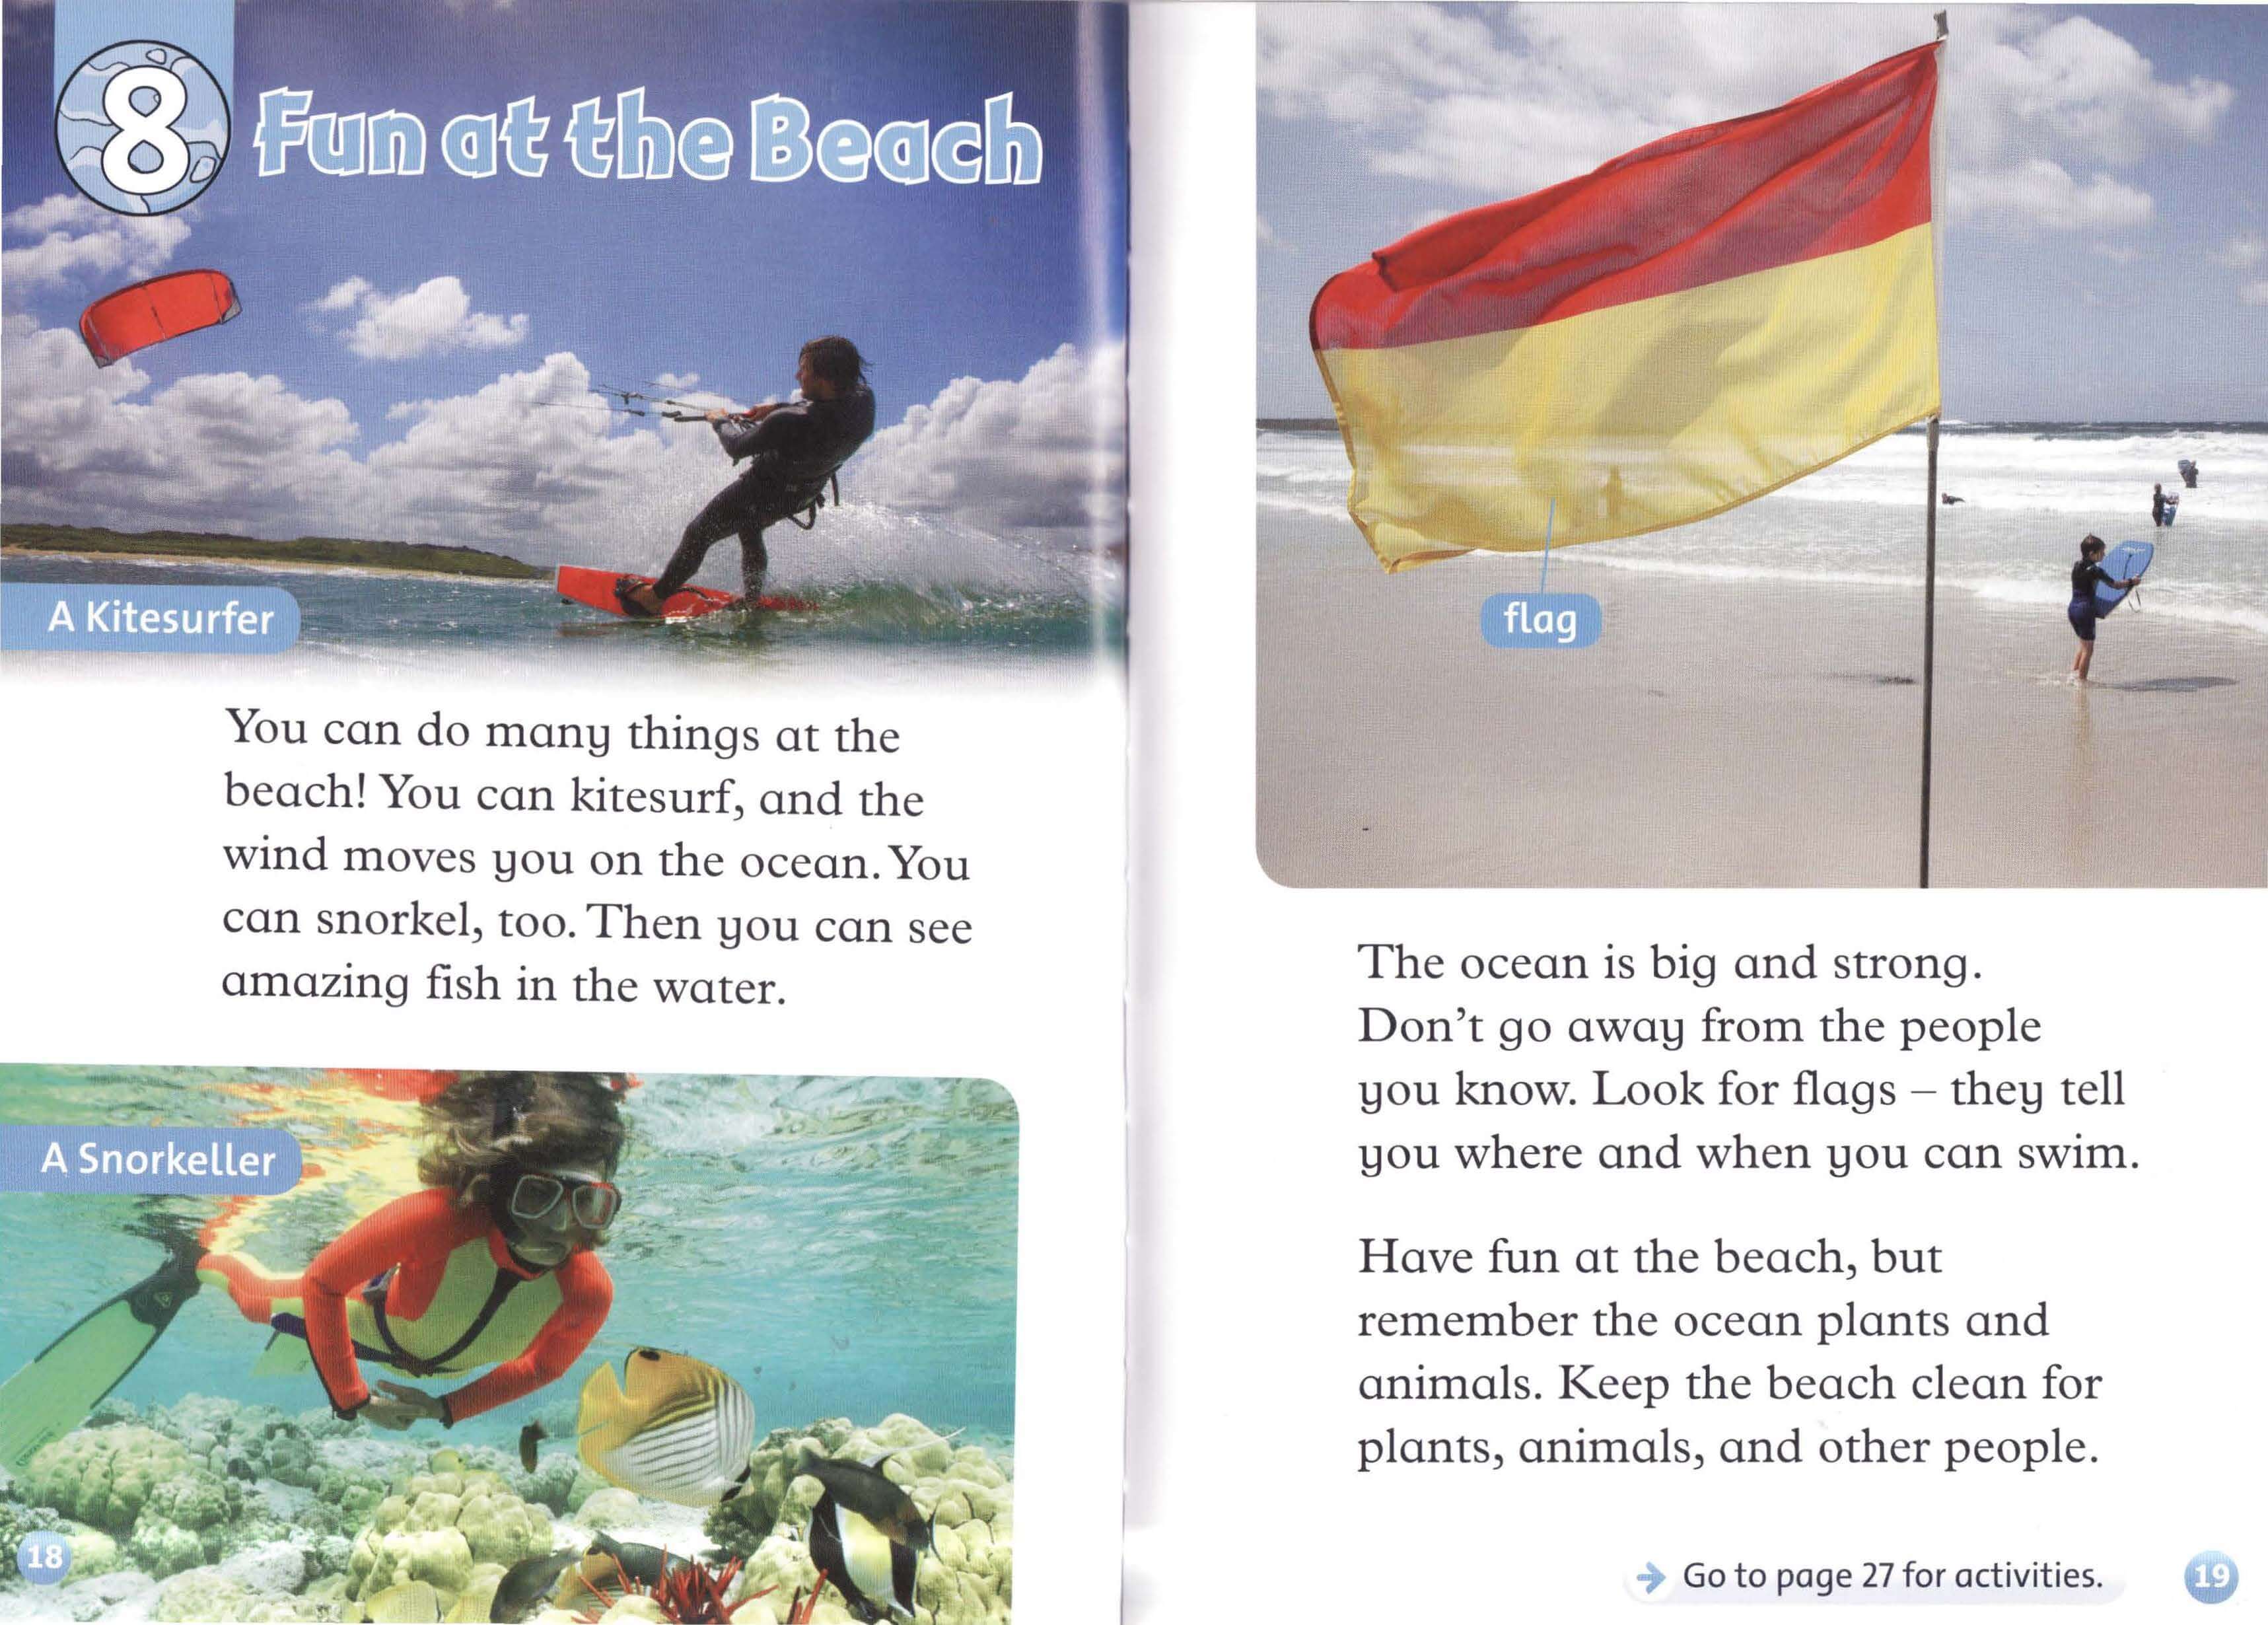 8
Fun at the Beach
A Kitesurfer
You can do many things at the
beach! You can kitesurf, and the
wind moves you on the ocean. You
can snorkel, too. Then you can see
amazing fish in the water.
A Snorkeller
18
flag
The ocean is big and strong.
Don't go away from the people
you know. Look for flags – they tell
you where and when you can swim.
Have fun at the beach, but
remember the ocean plants and
animals. Keep the beach clean for
plants, animals, and other people.
Go to page 27 for activities.
19